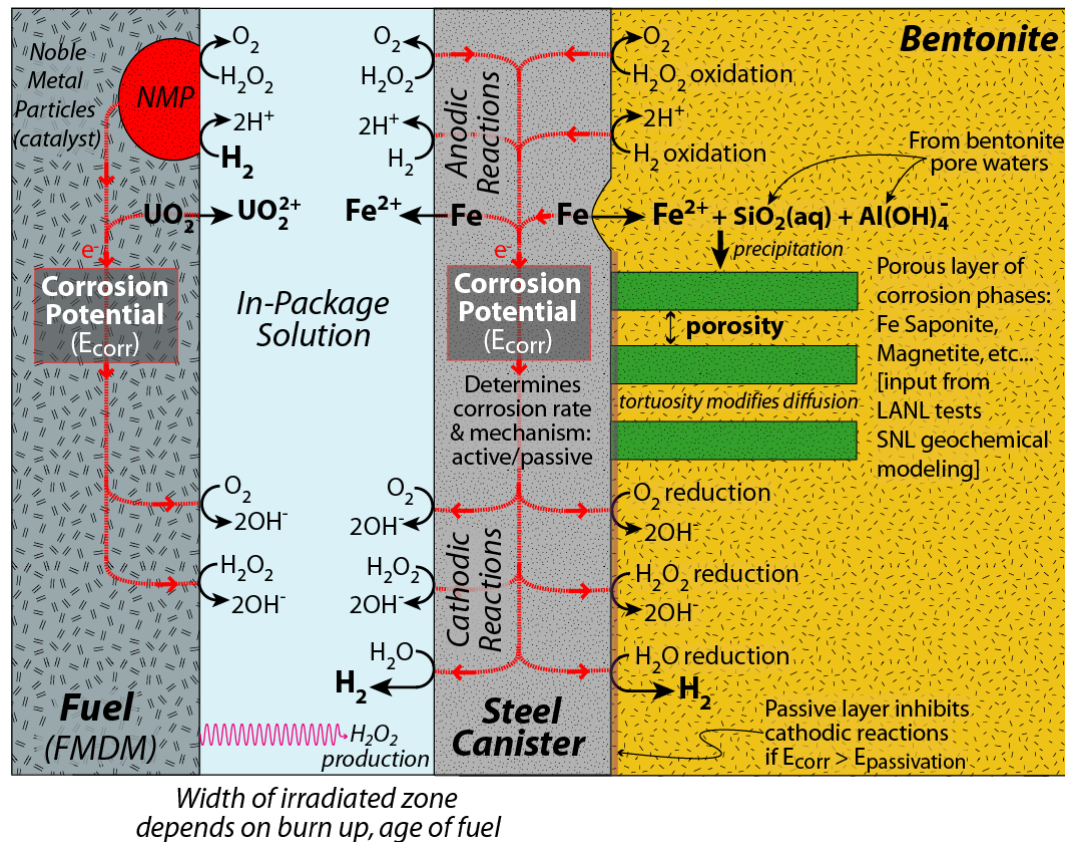 Noble
Metal
Particles
(catalyst)
NMP
O₂
H₂O₂
2H⁺
H₂
UO₂
UO₂²⁺
e⁻
Corrosion
Potential
(Ecorr)
O₂
2OH⁻
H₂O₂
2OH⁻
Fuel
(FMDM)
O₂
H₂O₂
2H⁺
H₂
Fe²⁺
In-Package
Solution
O₂
2OH⁻
H₂O₂
2OH⁻
H₂O
H₂
H₂O₂
production
Anodic
Reactions
Fe
Fe
e⁻
Corrosion
Potential
(Ecorr)
Determines
corrosion rate
& mechanism:
active/passive
Cathodic
Reactions
Steel
Canister
Bentonite
O₂
H₂O₂ oxidation
2H⁺
H₂ oxidation
From bentonite
pore waters
Fe²⁺ + SiO₂(aq) + Al(OH)₄⁻
precipitation
porosity
tortuosity modifies diffusion
Porous layer of
corrosion phases:
Fe Saponite,
Magnetite, etc...
[input from
LANL tests
SNL geochemical
modeling]
O₂ reduction
2OH⁻
H₂O₂ reduction
2OH⁻
H₂O reduction
H₂
Passive layer inhibits
cathodic reactions
if Ecorr > Epassivation
Width of irradiated zone
depends on burn up, age of fuel